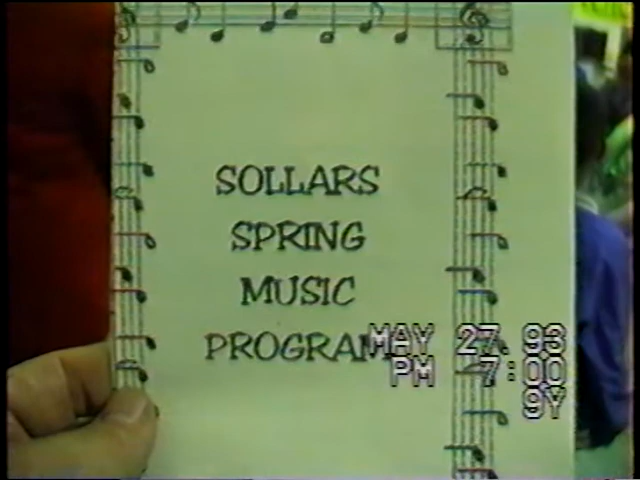 SOLLARS
SPRING
MUSIC
PROGRAM
MAY 27. 93
PM 7:00
9Y